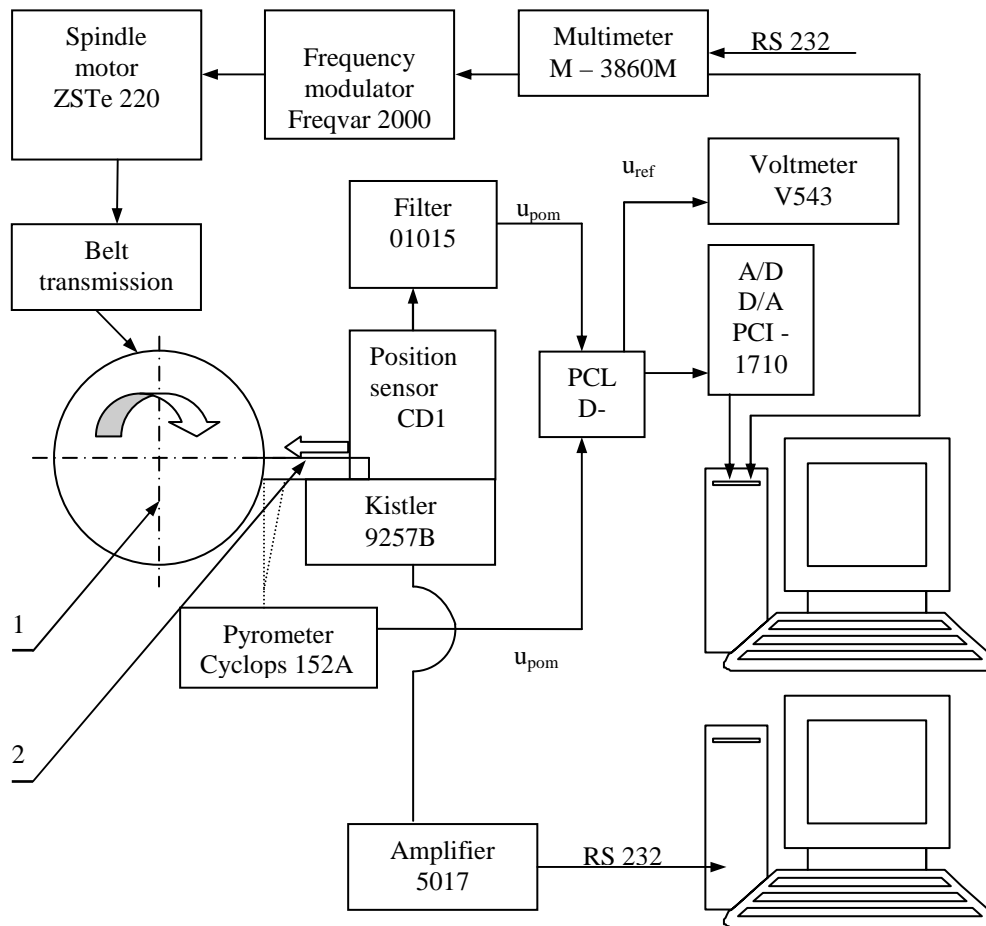 Spindle
motor
ZSTe 220
Frequency
modulator
Freqvar 2000
Multimeter
M – 3860M
RS 232
Belt
transmission
Filter
01015
u_pom
u_ref
Voltmeter
V543
A/D
D/A
PCI -
1710
Position
sensor
CD1
PCL
D-
Kistler
9257B
1
Pyrometer
Cyclops 152A
u_pom
2
Amplifier
5017
RS 232